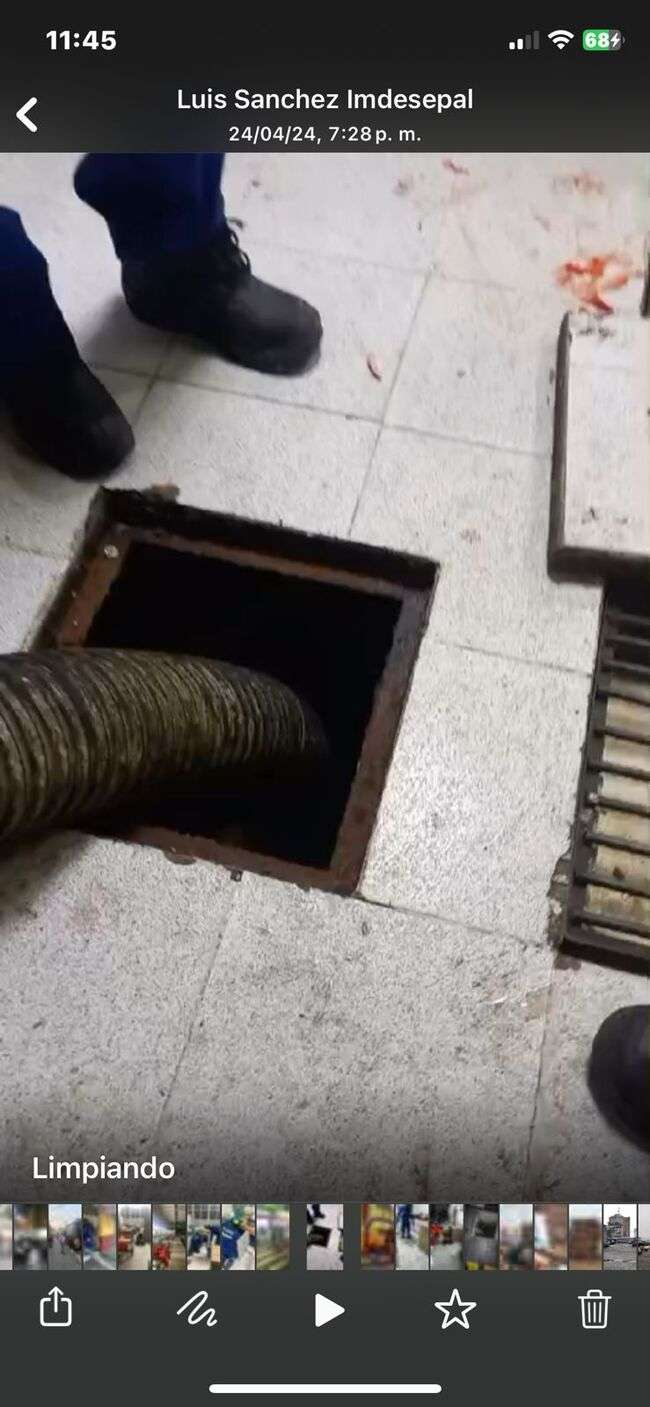 11:45
68
Luis Sanchez Imdesepal
24/04/24, 7:28 p. m.
Limpiando